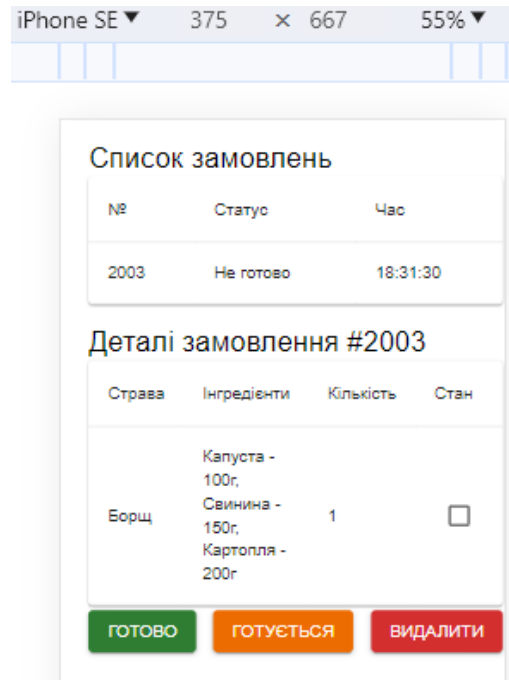 iPhone SE ▼ 375 × 667 55% ▼
Список замовлень
№ Статус Час
2003 Не готово 18:31:30
Деталі замовлення #2003
Страва Інгредієнти Кількість Стан
Капуста -
100г,
Свинина -
Борщ 150г, 1
Картопля -
200г
ГОТОВО ГОТУЄТЬСЯ ВИДАЛИТИ